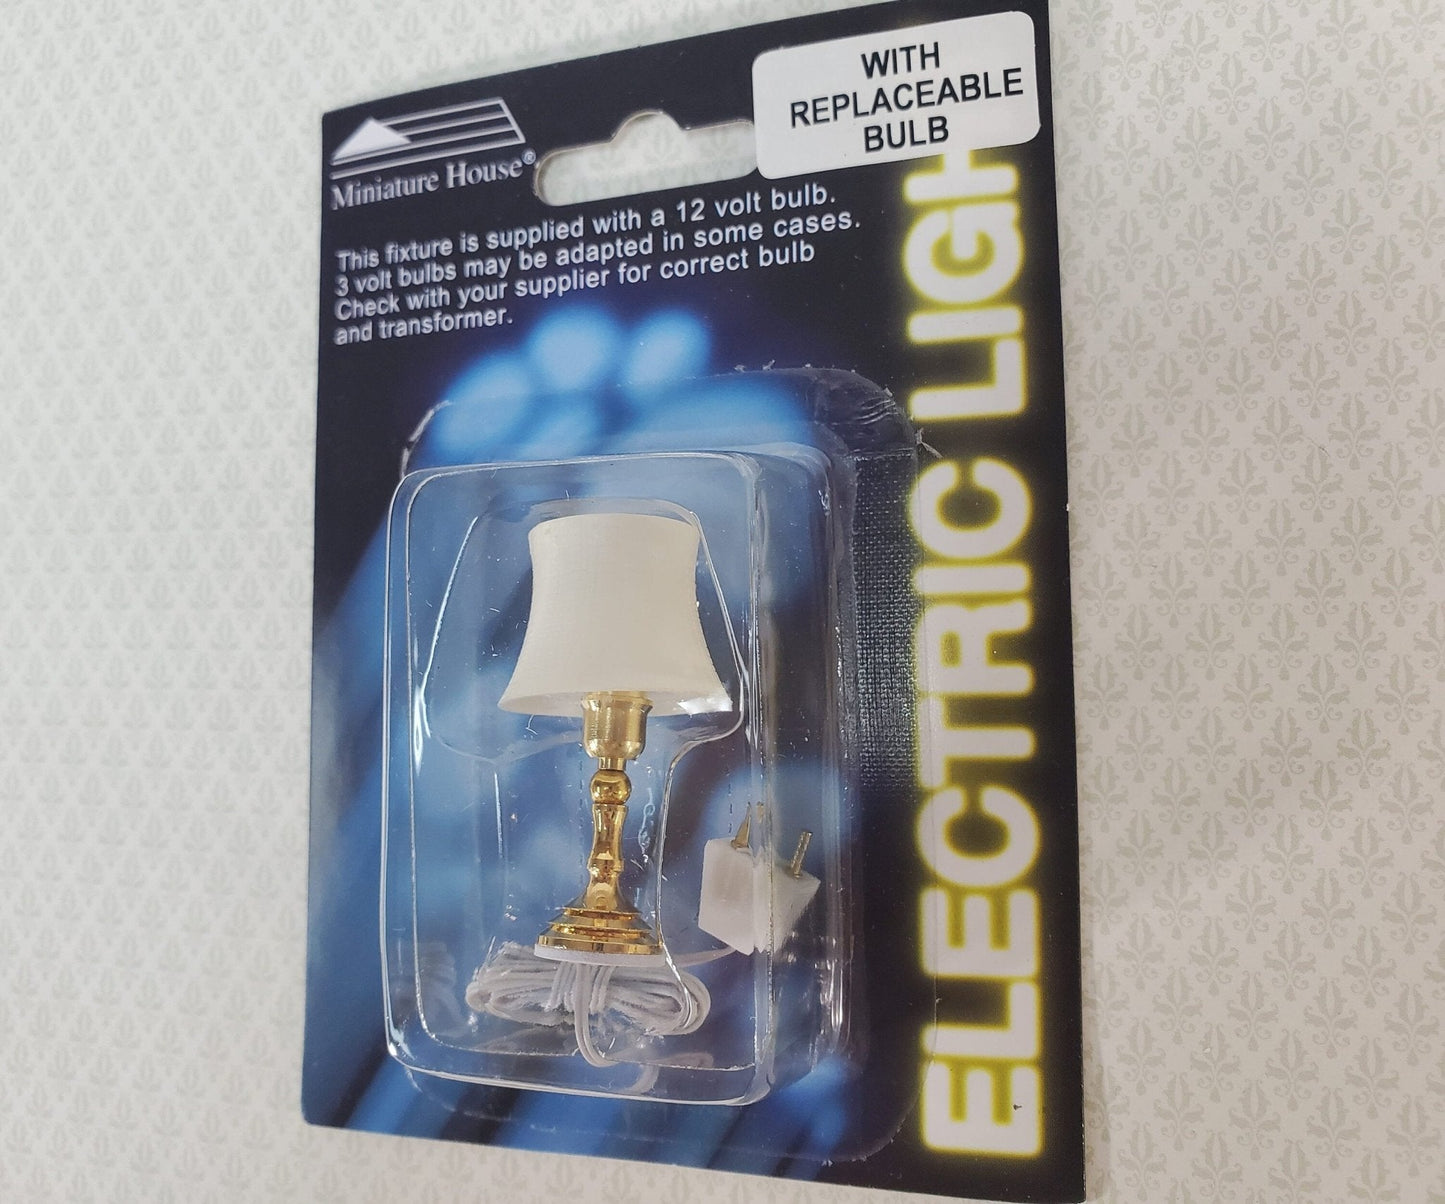 WITH
REPLACEABLE
BULB
Miniature House®
This fixture is supplied with a 12 volt bulb.
3 volt bulbs may be adapted in some cases.
Check with your supplier for correct bulb
and transformer.
ELECTRIC LIGH